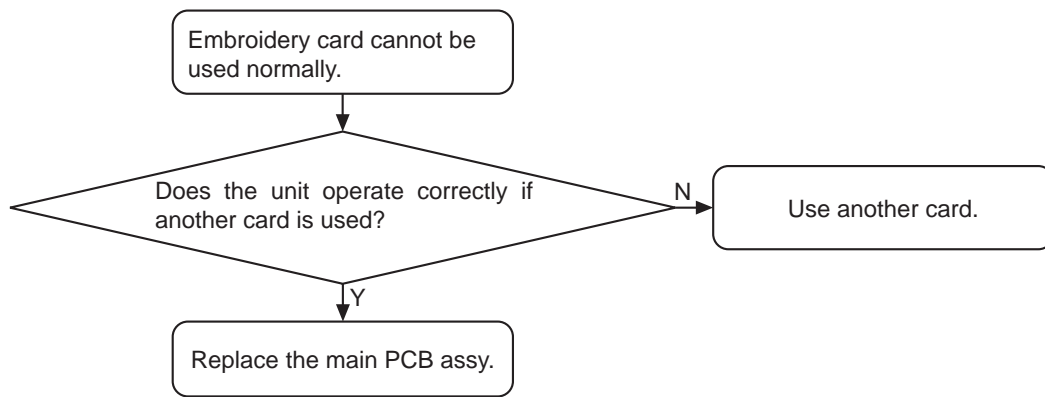 Embroidery card cannot be
used normally.
Does the unit operate correctly if
another card is used?
N
Use another card.
Y
Replace the main PCB assy.